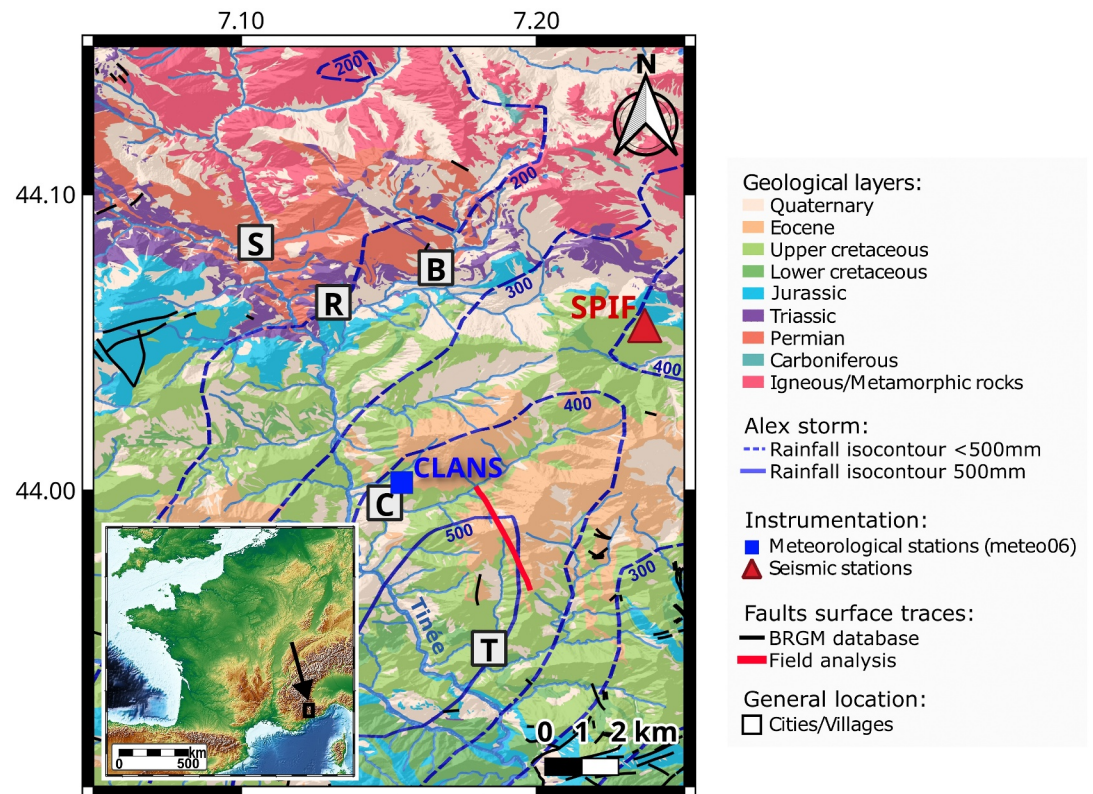 7.10
7.20
N
200
44.10
200
S
B
300
R
SPIF
400
400
CLANS
44.00
C
500
300
Tinée
T
0 1 2 km
km
0 500
Geological layers:
Quaternary
Eocene
Upper cretaceous
Lower cretaceous
Jurassic
Triassic
Permian
Carboniferous
Igneous/Metamorphic rocks
Alex storm:
Rainfall isocontour <500mm
Rainfall isocontour 500mm
Instrumentation:
Meteorological stations (meteo06)
Seismic stations
Faults surface traces:
BRGM database
Field analysis
General location:
Cities/Villages